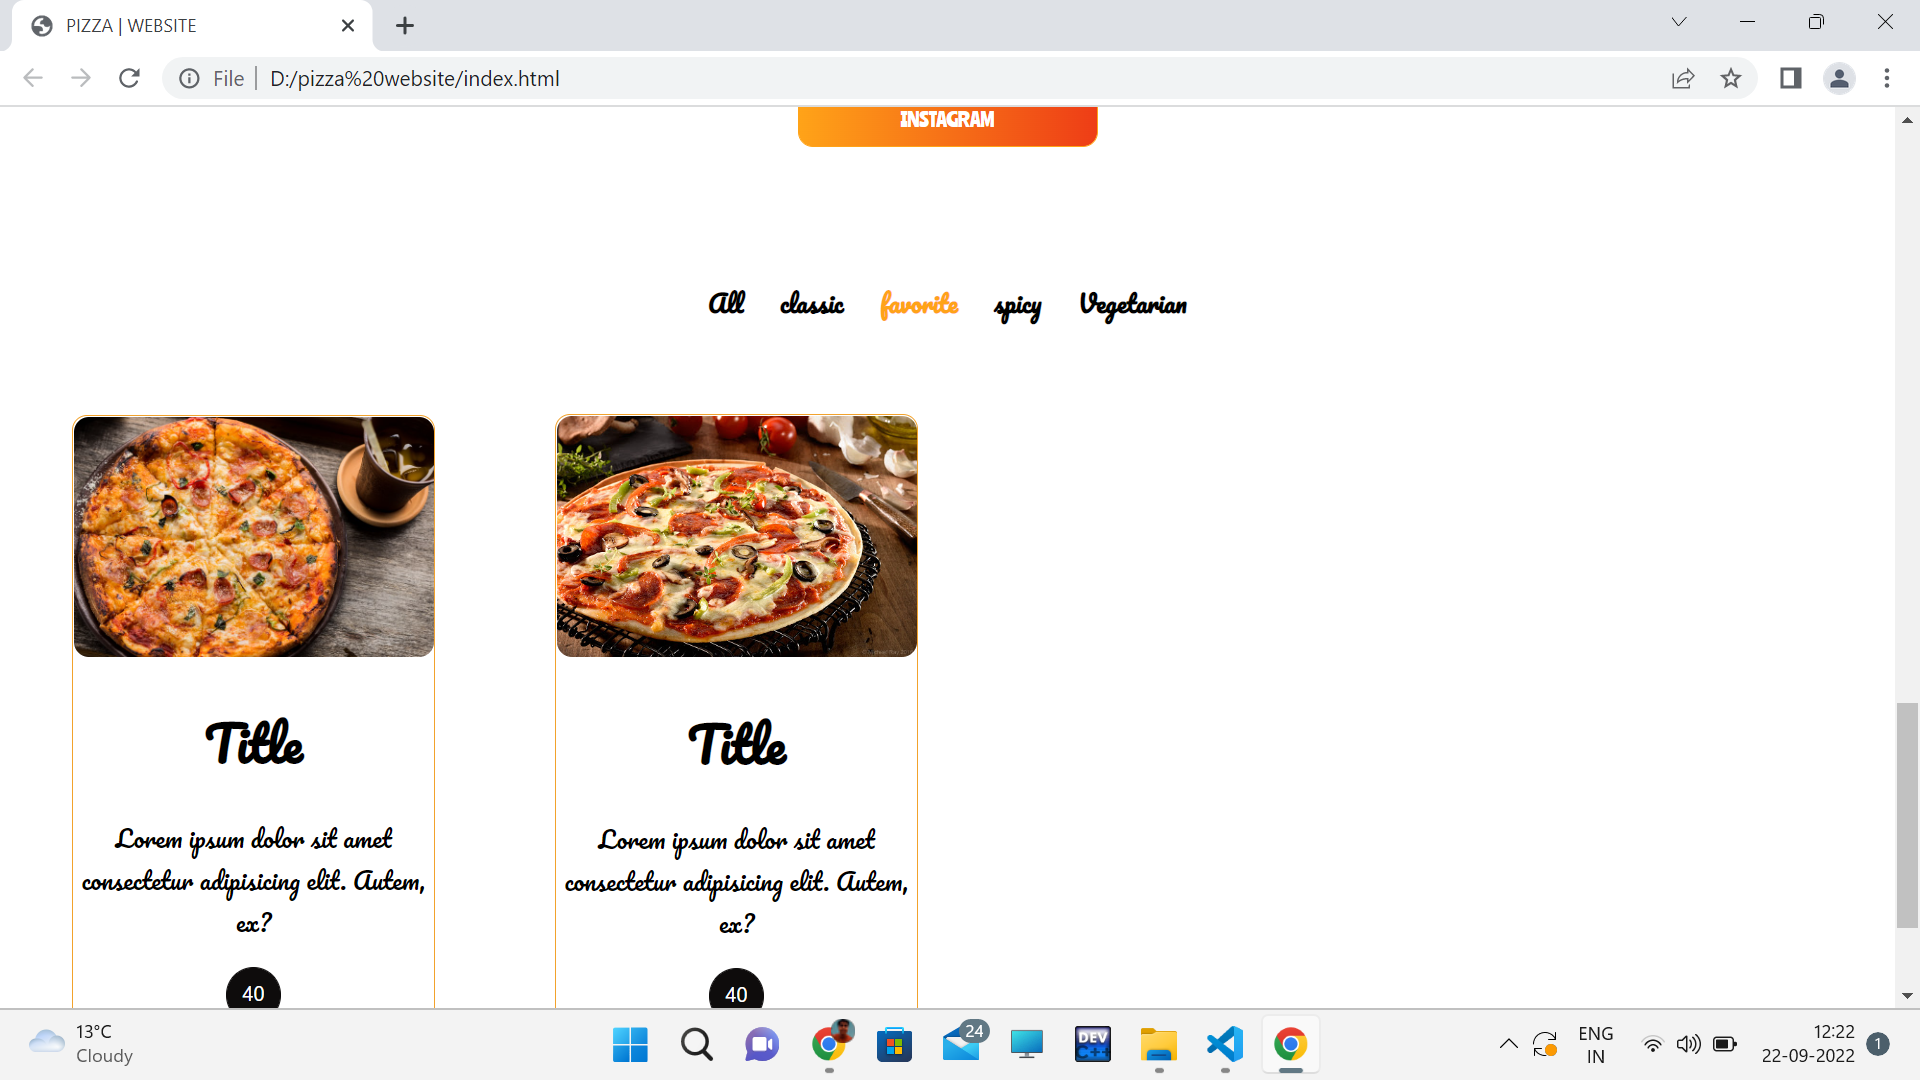 PIZZA | WEBSITE
File
D:/pizza%20website/index.html
INSTAGRAM
All classic favorite spicy Vegetarian
Title
Lorem ipsum dolor sit amet
consectetur adipisicing elit. Autem,
ex?
40
Title
Lorem ipsum dolor sit amet
consectetur adipisicing elit. Autem,
ex?
40
13°C
Cloudy
24
DEV
C++
ENG
IN
12:22
22-09-2022
1